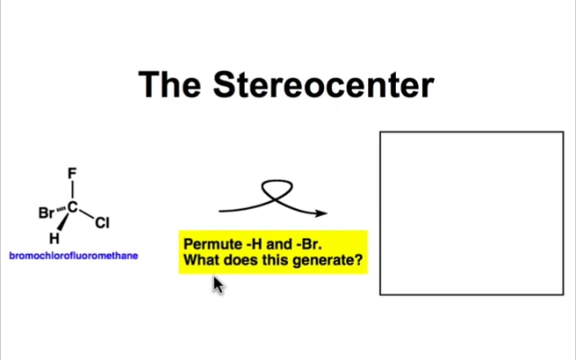 The Stereocenter
F
Br C
Cl
H
bromochlorofluoromethane
Permute -H and -Br.
What does this generate?